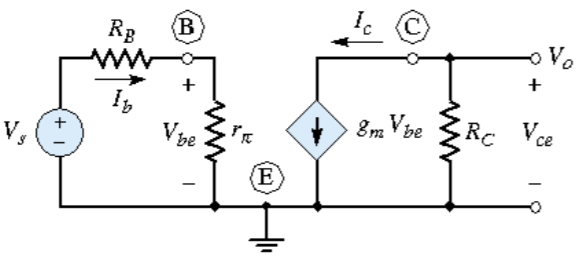 R_B
B
I_c
C
V_o
I_b
+
+
V_s
+
−
V_be
r_π
g_m V_be
R_C
V_ce
−
E
−